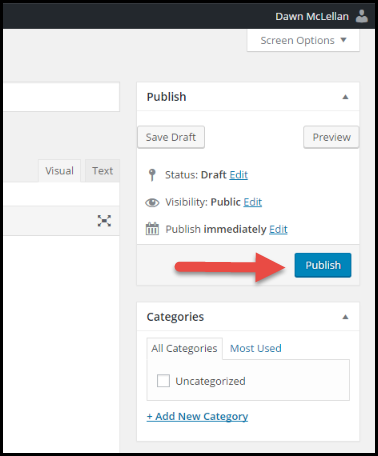 Dawn McLellan
Screen Options
Publish
Save Draft
Preview
Visual
Text
Status: Draft Edit
Visibility: Public Edit
Publish immediately Edit
Publish
Categories
All Categories
Most Used
Uncategorized
+ Add New Category